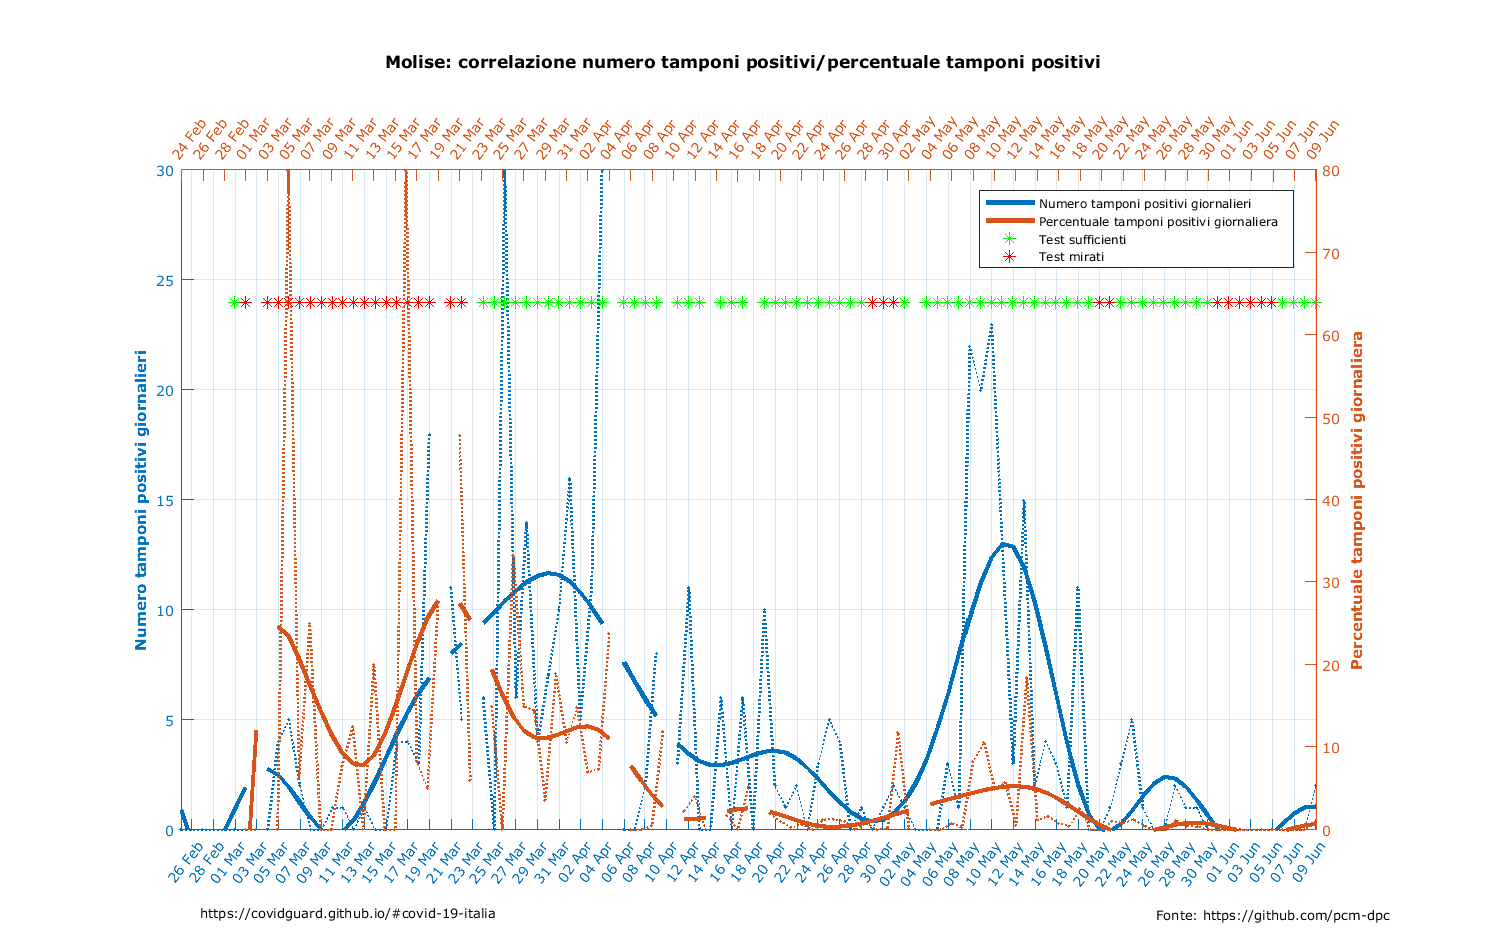 Molise: correlazione numero tamponi positivi/percentuale tamponi positivi
24 Feb 26 Feb 28 Feb 01 Mar 03 Mar 05 Mar 07 Mar 09 Mar 11 Mar 13 Mar 15 Mar 17 Mar 19 Mar 21 Mar 23 Mar 25 Mar 27 Mar 29 Mar 31 Mar 02 Apr 04 Apr 06 Apr 08 Apr 10 Apr 12 Apr 14 Apr 16 Apr 18 Apr 20 Apr 22 Apr 24 Apr 26 Apr 28 Apr 30 Apr 02 May 04 May 06 May 08 May 10 May 12 May 14 May 16 May 18 May 20 May 22 May 24 May 26 May 28 May 30 May 01 Jun 03 Jun 05 Jun 07 Jun 09 Jun
30
25
20
15
10
5
0
Numero tamponi positivi giornalieri
Numero tamponi positivi giornalieri
Percentuale tamponi positivi giornaliera
Test sufficienti
Test mirati
80
70
60
50
40
30
20
10
0
Percentuale tamponi positivi giornaliera
26 Feb 28 Feb 01 Mar 03 Mar 05 Mar 07 Mar 09 Mar 11 Mar 13 Mar 15 Mar 17 Mar 19 Mar 21 Mar 23 Mar 25 Mar 27 Mar 29 Mar 31 Mar 02 Apr 04 Apr 06 Apr 08 Apr 10 Apr 12 Apr 14 Apr 16 Apr 18 Apr 20 Apr 22 Apr 24 Apr 26 Apr 28 Apr 30 Apr 02 May 04 May 06 May 08 May 10 May 12 May 14 May 16 May 18 May 20 May 22 May 24 May 26 May 28 May 30 May 01 Jun 03 Jun 05 Jun 07 Jun 09 Jun
https://covidguard.github.io/#covid-19-italia
Fonte: https://github.com/pcm-dpc